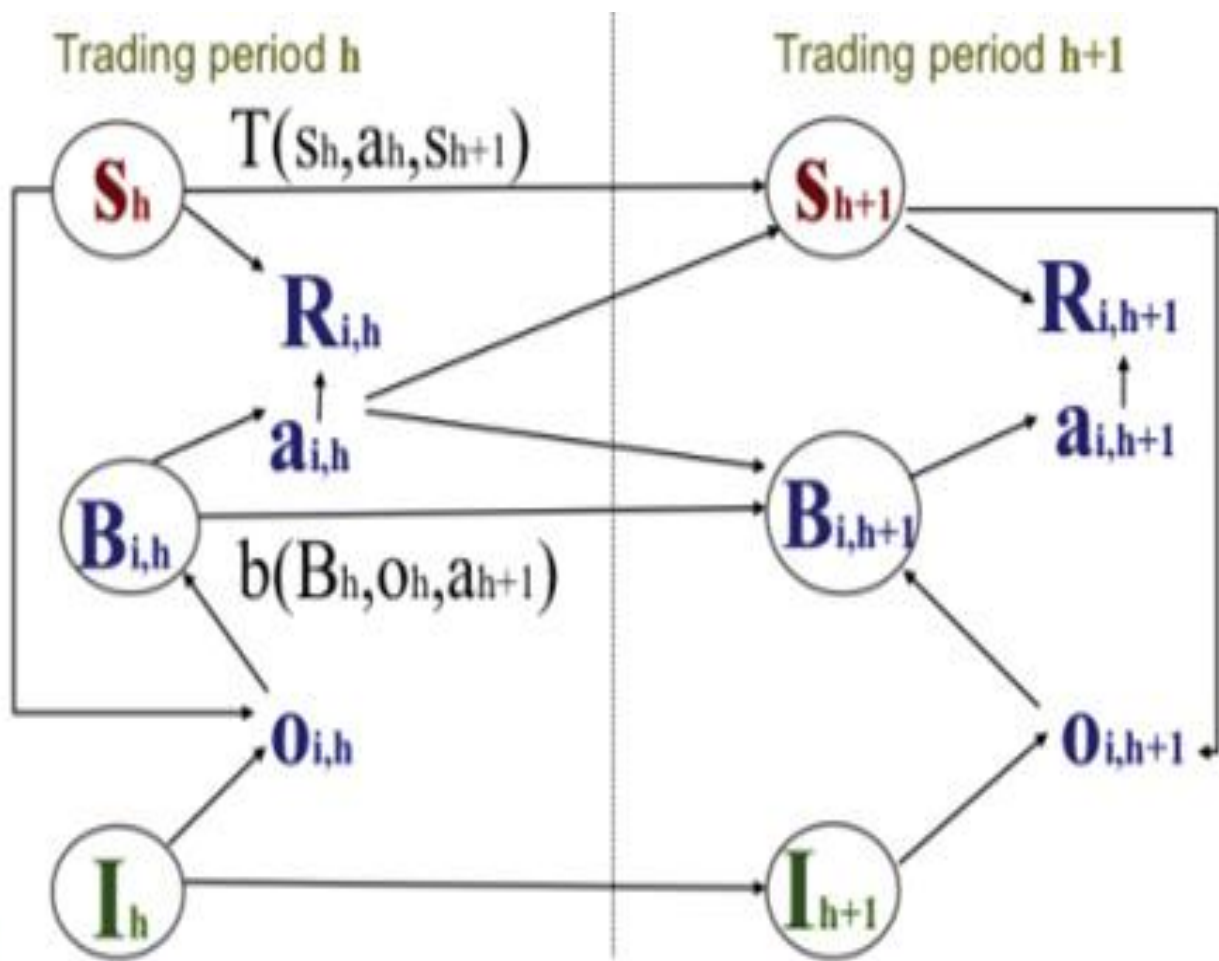 Trading period h
Trading period h+1
T(sh,ah,sh+1)
Sh
Sh+1
Ri,h
Ri,h+1
ai,h
ai,h+1
Bi,h
Bi,h+1
b(Bh,oh,ah+1)
oi,h
oi,h+1
Ih
Ih+1